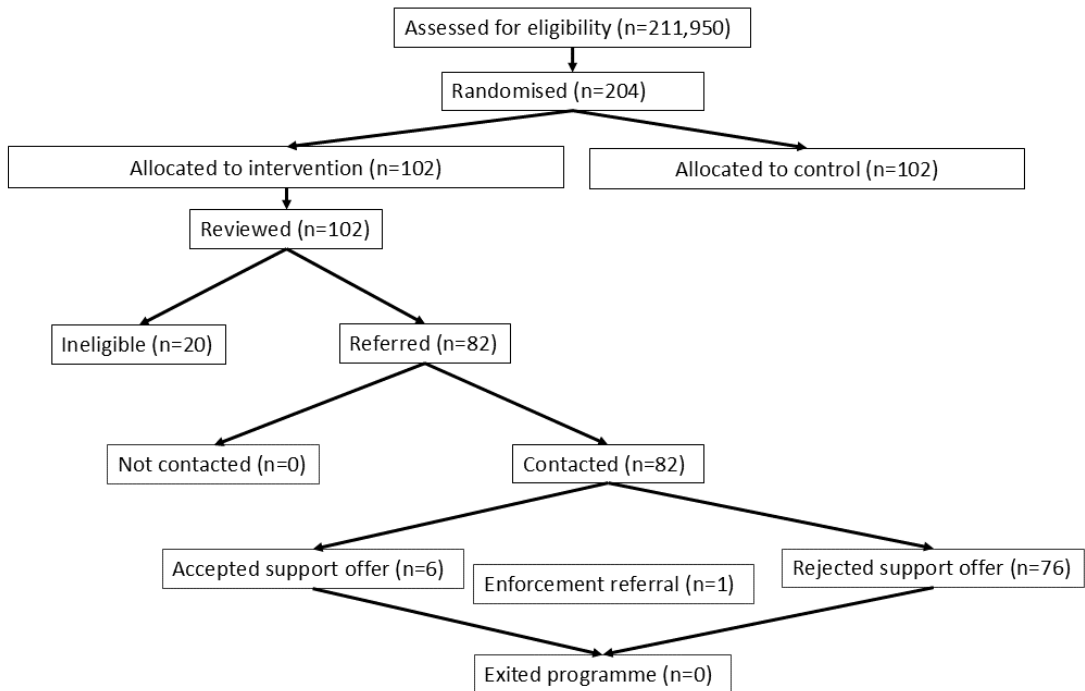 Assessed for eligibility (n=211,950)
Randomised (n=204)
Allocated to intervention (n=102)
Allocated to control (n=102)
Reviewed (n=102)
Ineligible (n=20)
Referred (n=82)
Not contacted (n=0)
Contacted (n=82)
Accepted support offer (n=6)
Enforcement referral (n=1)
Rejected support offer (n=76)
Exited programme (n=0)